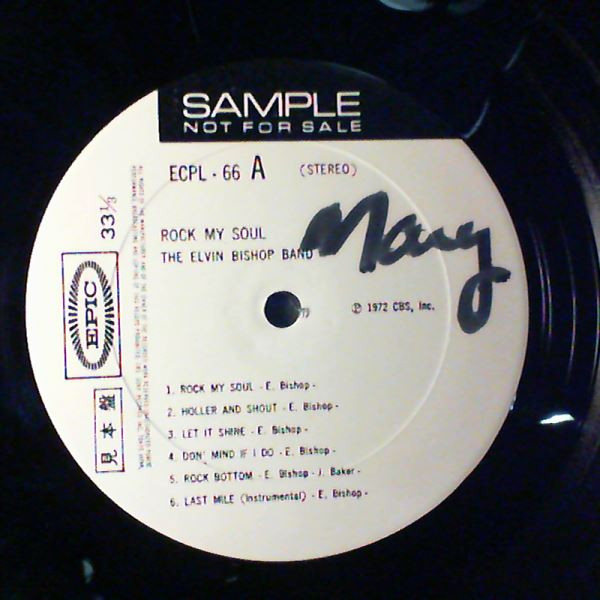 SAMPLE
NOT FOR SALE
ECPL-66 A (STEREO)
33 1/3
ROCK MY SOUL
THE ELVIN BISHOP BAND
EPIC
Ⓟ 1972 CBS, Inc.
見本盤
1. ROCK MY SOUL - E. Bishop -
2. HOLLER AND SHOUT - E. Bishop -
3. LET IT SHINE - E. Bishop -
4. DON' MIND IF I DO - E. Bishop -
5. ROCK BOTTOM - E. Bishop - J. Baker -
6. LAST MILE (Instrumental) - E. Bishop -